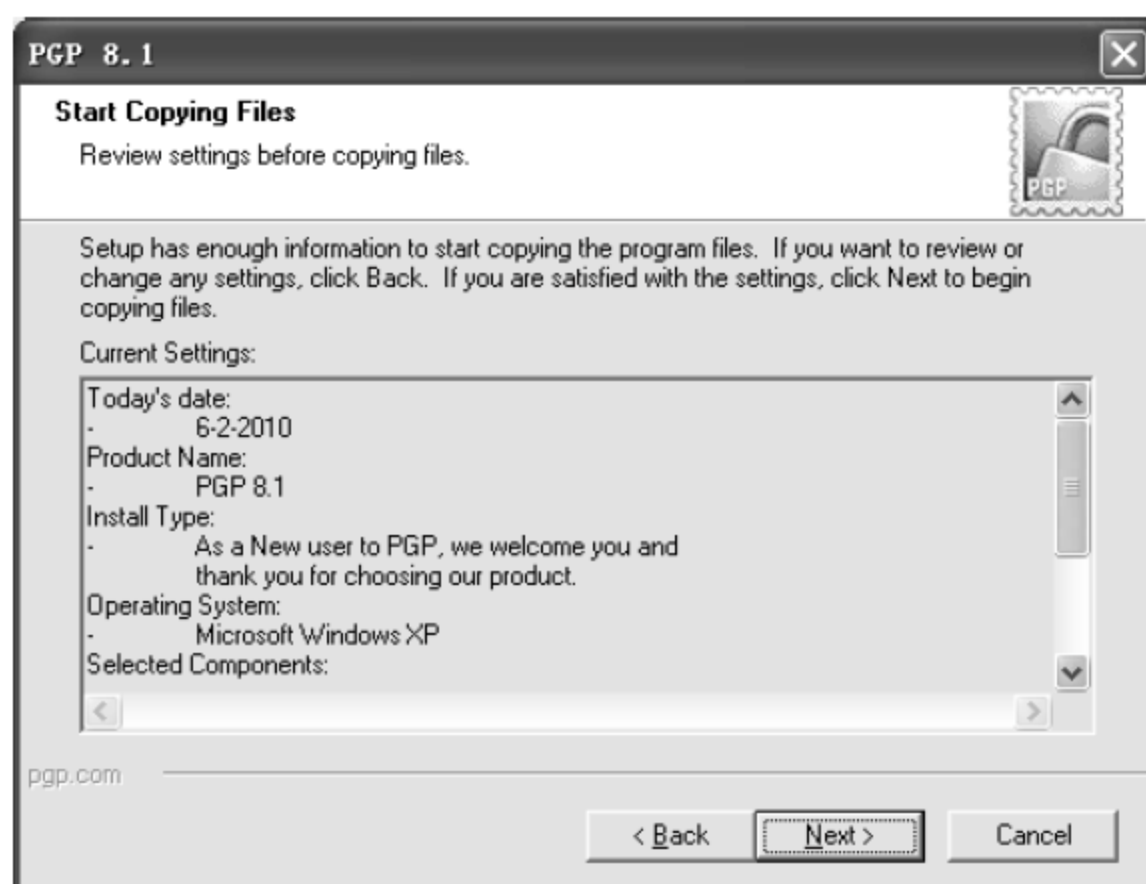 PGP 8.1
Start Copying Files
Review settings before copying files.
PGP
Setup has enough information to start copying the program files. If you want to review or
change any settings, click Back. If you are satisfied with the settings, click Next to begin
copying files.
Current Settings:
Today's date:
- 6-2-2010
Product Name:
- PGP 8.1
Install Type:
- As a New user to PGP, we welcome you and
thank you for choosing our product.
Operating System:
- Microsoft Windows XP
Selected Components:
pgp.com
< Back Next > Cancel